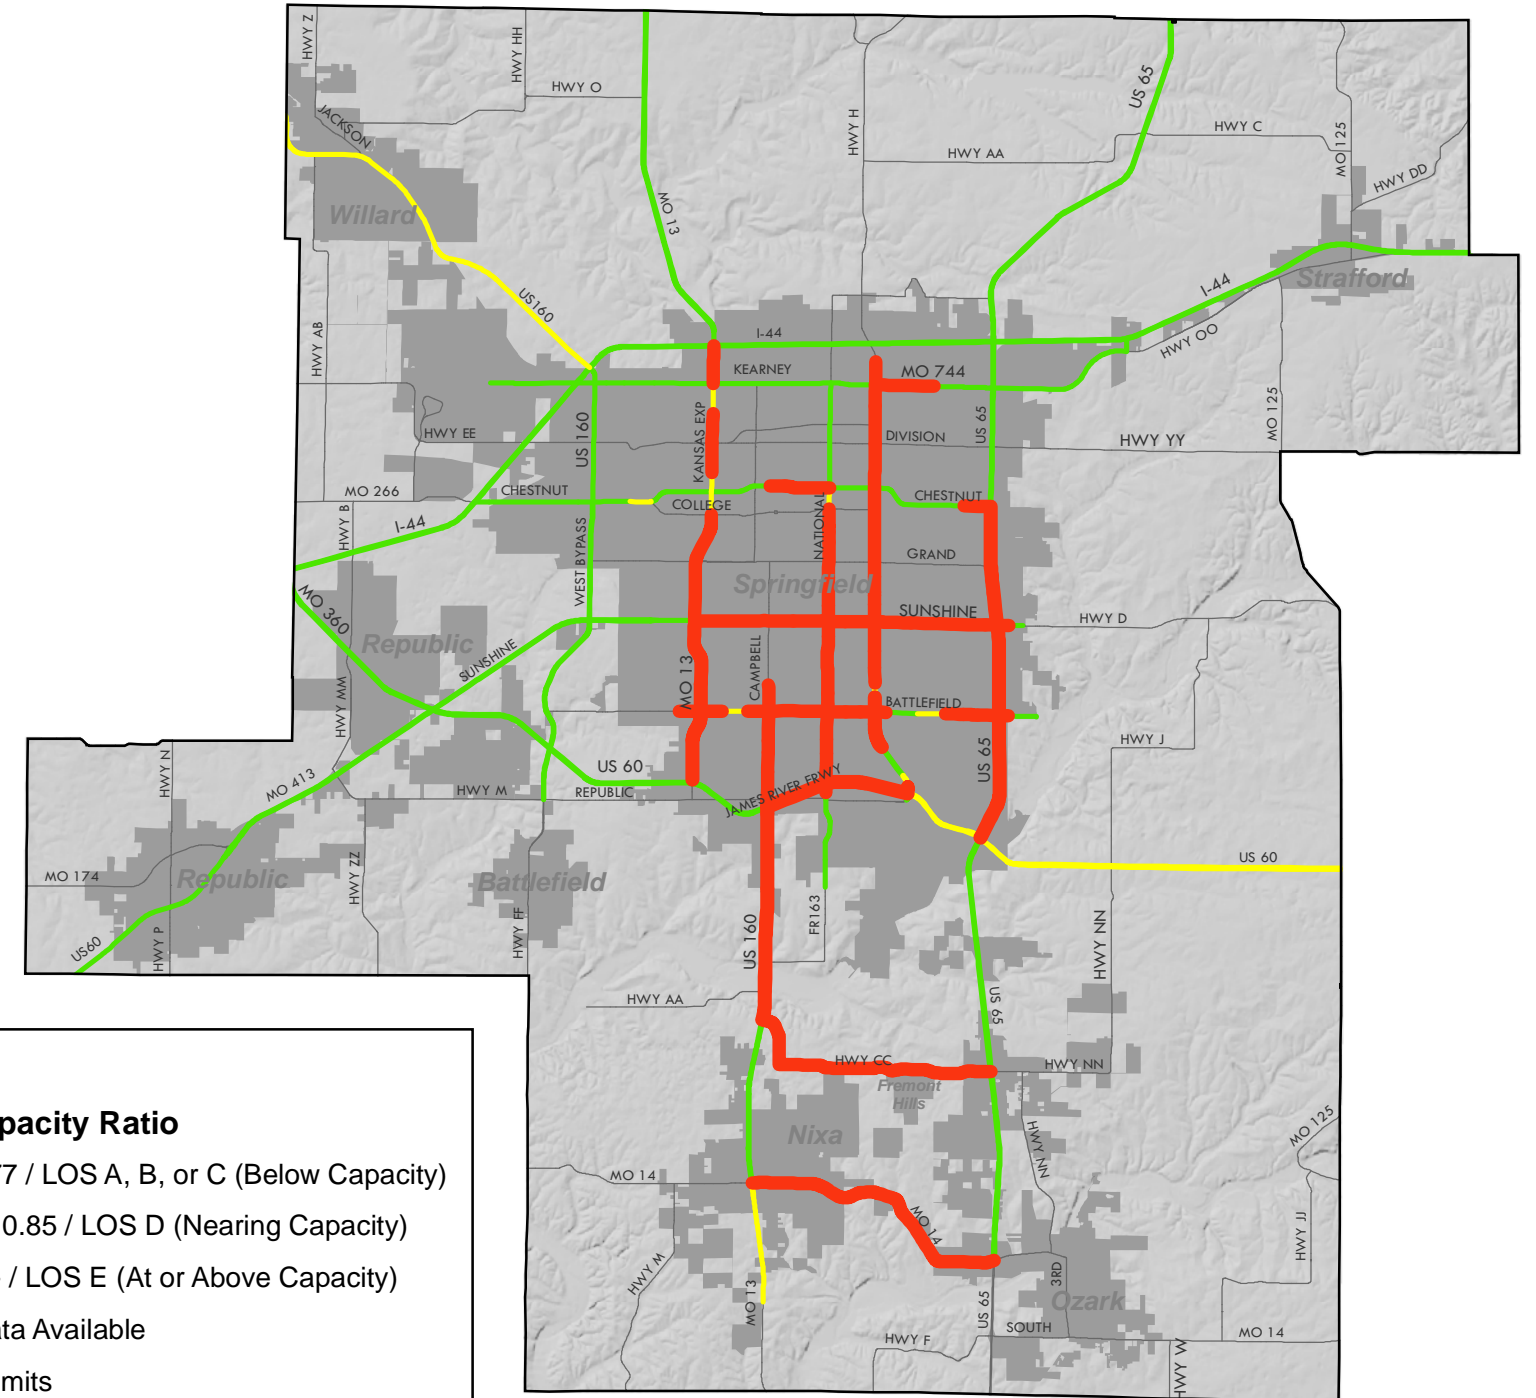 HWY Z
HWY HH
HWY O
JACKSON
MO 13
HWY H
US 65
HWY C
HWY AA
MO 125
HWY DD
Willard
US160
Strafford
I-44
HWY OO
HWY AB
I-44
KEARNEY
MO 744
US 160
KANSAS EXP
US 65
MO 125
HWY EE
DIVISION
HWY YY
MO 266
CHESTNUT
COLLEGE
NATIONAL
CHESTNUT
HWY B
I-44
WEST BYPASS
GRAND
Springfield
MO 360
Republic
SUNSHINE
SUNSHINE
HWY D
CAMPBELL
MO 13
HWY MM
BATTLEFIELD
HWY N
US 65
HWY J
MO 413
US 60
HWY M
REPUBLIC
JAMES RIVER FRWY
US 60
MO 174
Republic
HWY ZZ
Battlefield
HWY FF
US60
HWY P
FR163
US 160
HWY NN
US 65
HWY AA
HWY CC
HWY NN
Fremont
Hills
Nixa
HWY NN
MO 125
MO 14
MO 14
HWY M
MO 13
HWY JJ
3RD
Ozark
US 65
SOUTH
HWY F
MO 14
HWY W
pacity Ratio
77 / LOS A, B, or C (Below Capacity)
0.85 / LOS D (Nearing Capacity)
/ LOS E (At or Above Capacity)
ata Available
mits